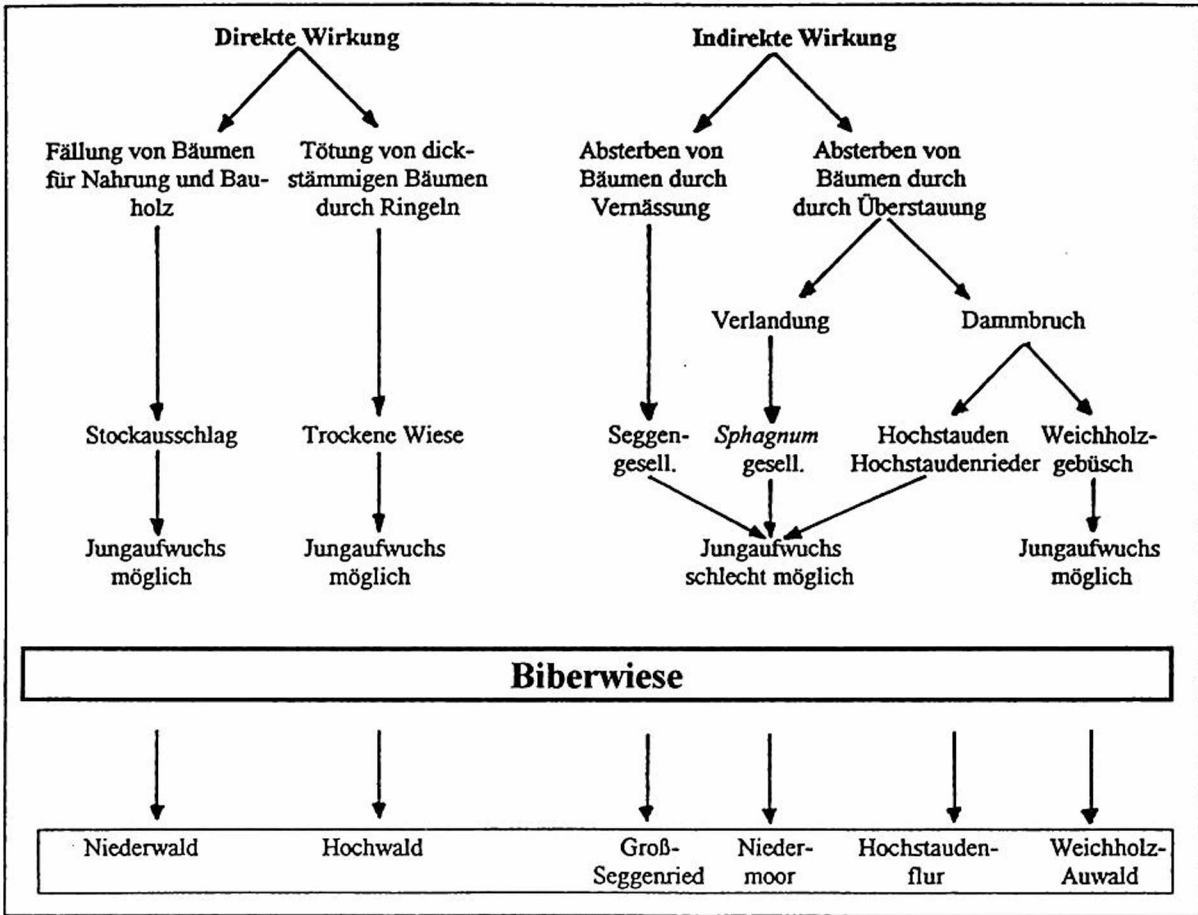 Direkte Wirkung
Indirekte Wirkung
Fällung von Bäumen
für Nahrung und Bau-
holz
Tötung von dick-
stämmigen Bäumen
durch Ringeln
Absterben von
Bäumen durch
Vernässung
Absterben von
Bäumen durch
durch Überstauung
Verlandung
Dammbruch
Stockausschlag
Trockene Wiese
Seggen-
gesell.
Sphagnum
gesell.
Hochstauden
Hochstaudenrieder
Weichholz-
gebüsch
Jungaufwuchs
möglich
Jungaufwuchs
möglich
Jungaufwuchs
schlecht möglich
Jungaufwuchs
möglich
Biberwiese
Niederwald
Hochwald
Groß-
Seggenried
Nieder-
moor
Hochstauden-
flur
Weichholz-
Auwald